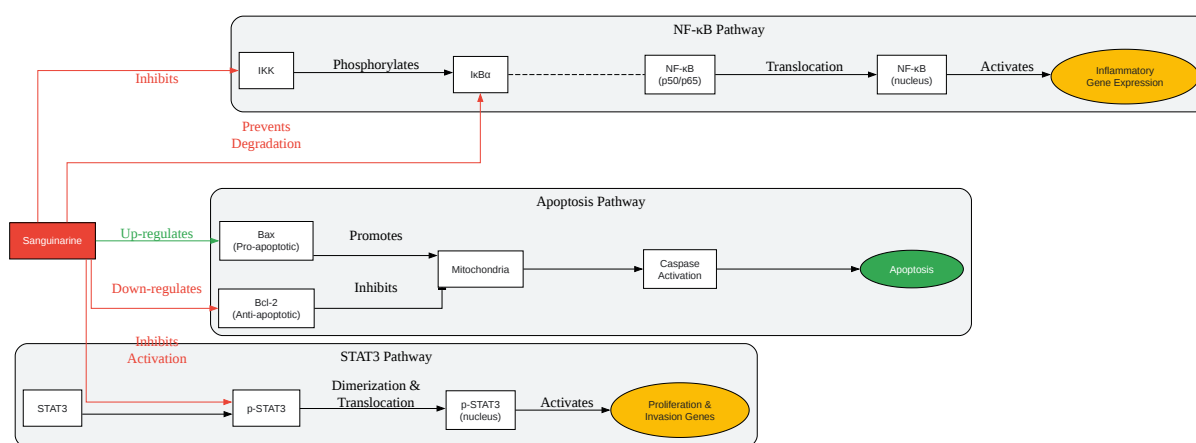 NF-κB Pathway
IKK
Phosphorylates
IκBα
NF-κB
(p50/p65)
Translocation
NF-κB
(nucleus)
Activates
Inflammatory
Gene Expression
Inhibits
Prevents
Degradation
Sanguinarine
Apoptosis Pathway
Up-regulates
Bax
(Pro-apoptotic)
Promotes
Mitochondria
Caspase
Activation
Apoptosis
Down-regulates
Bcl-2
(Anti-apoptotic)
Inhibits
Inhibits
Activation
STAT3 Pathway
STAT3
p-STAT3
Dimerization &
Translocation
p-STAT3
(nucleus)
Activates
Proliferation &
Invasion Genes